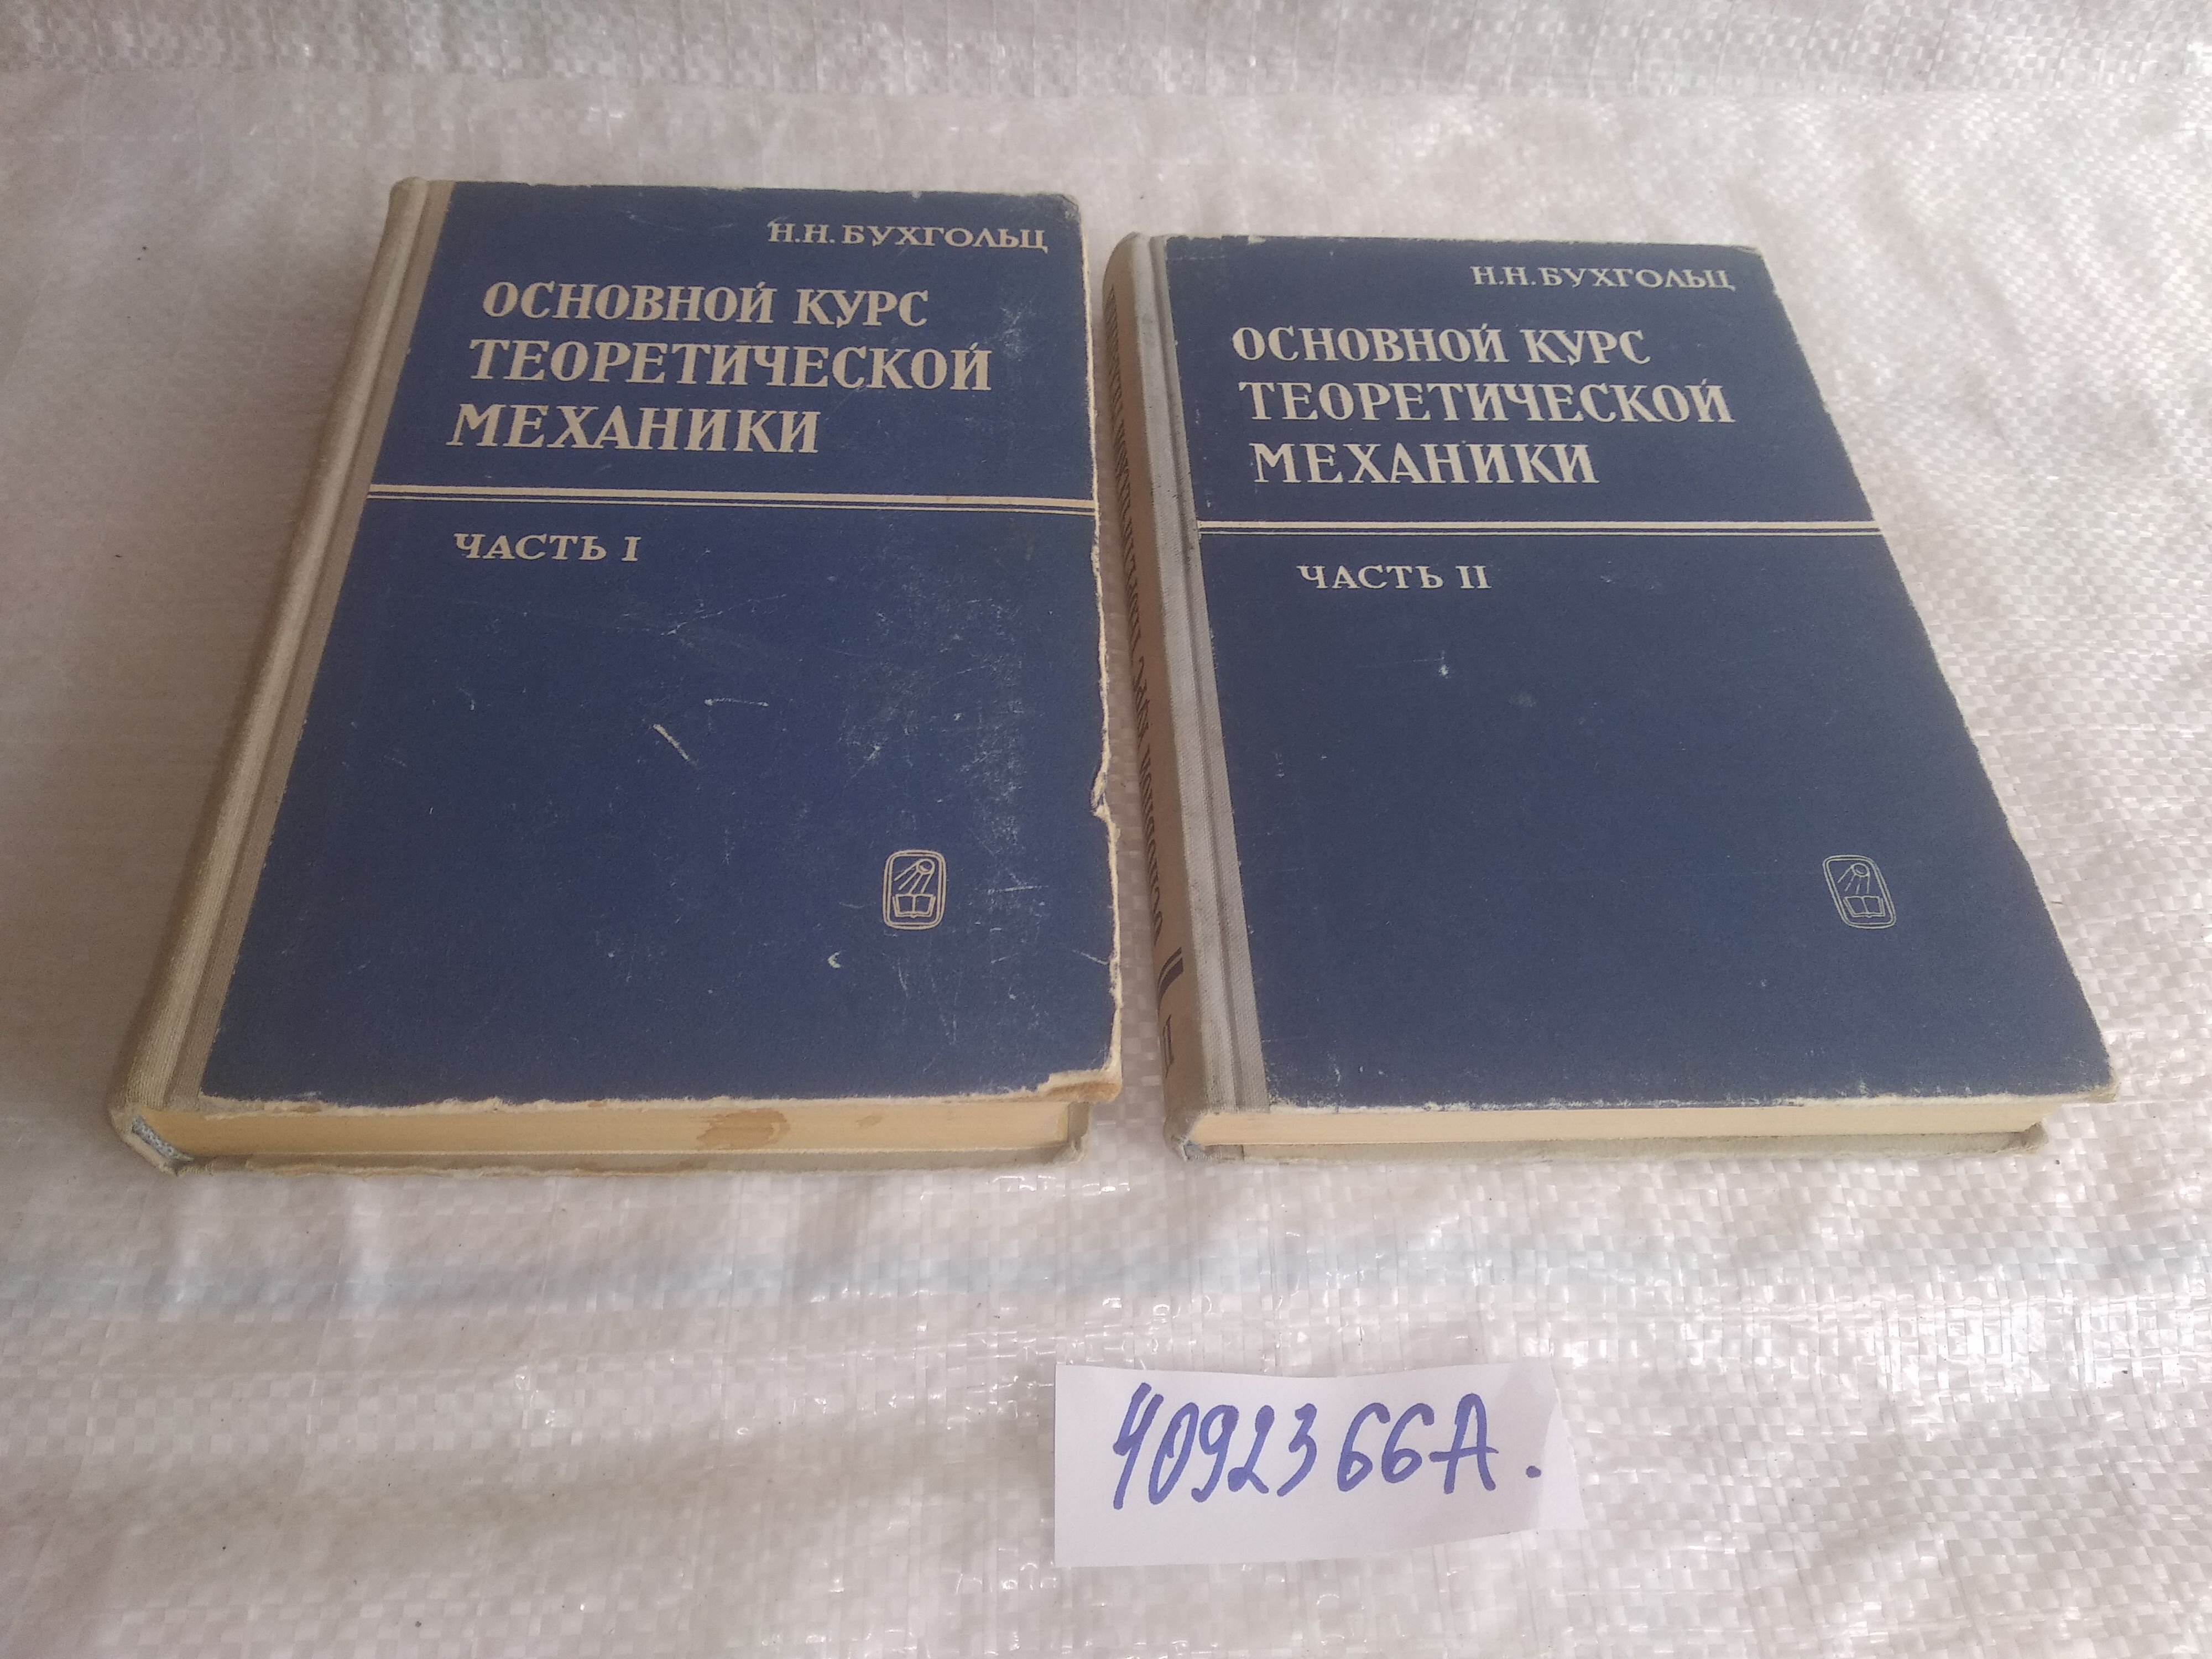 Н.Н. БУХГОЛЬЦ
ОСНОВНОЙ КУРС
ТЕОРЕТИЧЕСКОЙ
МЕХАНИКИ
ЧАСТЬ I
Н.Н. БУХГОЛЬЦ
ОСНОВНОЙ КУРС
ТЕОРЕТИЧЕСКОЙ
МЕХАНИКИ
ЧАСТЬ II
4092366А.